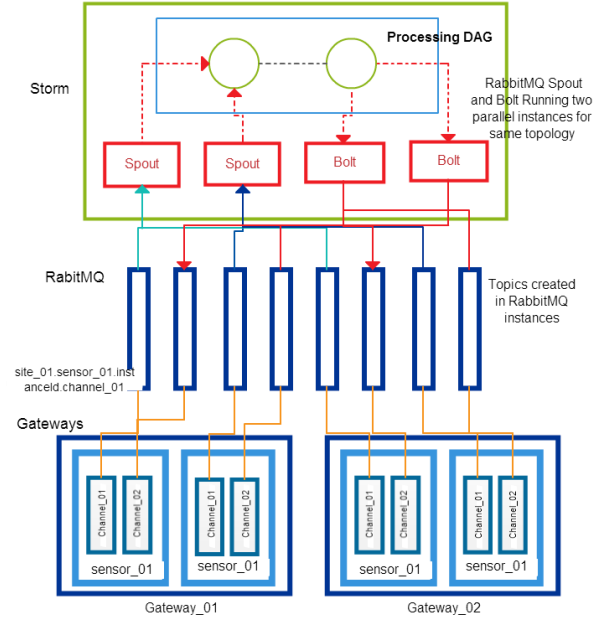 Processing DAG
Storm
RabbitMQ Spout
and Bolt Running two
parallel instances for
same topology
Spout
Spout
Bolt
Bolt
RabitMQ
Topics created
in RabbitMQ
instances
site_01.sensor_01.inst
anceId.channel_01
Gateways
Channel_01
Channel_02
Channel_01
Channel_02
Channel_01
Channel_02
Channel_01
Channel_02
sensor_01
sensor_01
sensor_01
sensor_01
Gateway_01
Gateway_02